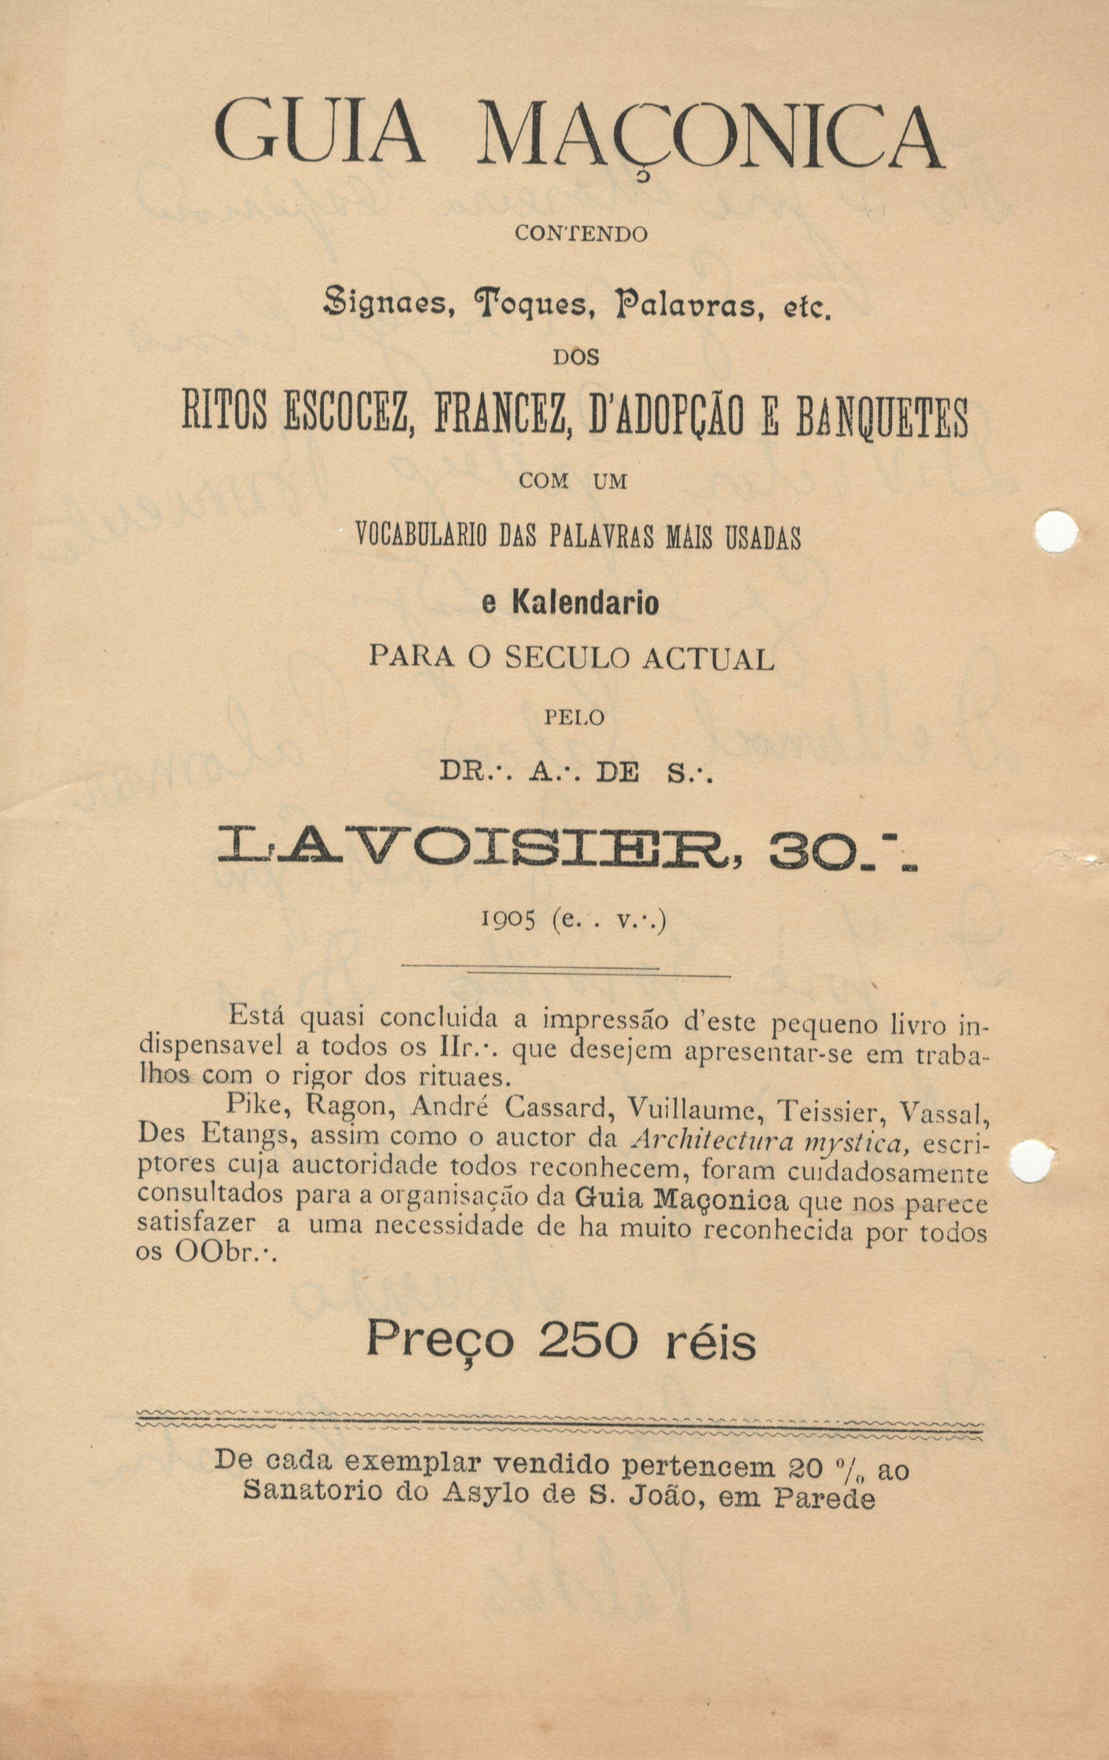 GUIA MAÇONICA
CONTENDO
Signaes, Toques, Palavras, etc.
DOS
RITOS ESCOCEZ, FRANCEZ, D'ADOPÇÃO E BANQUETES
COM UM
VOCABULARIO DAS PALAVRAS MAIS USADAS
e Kalendario
PARA O SECULO ACTUAL
PELO
DR.·. A.·. DE S.·.
LAVOISIER, 30.·.
1905 (e. . v.·.)
Está quasi concluida a impressão d'este pequeno livro in-
dispensavel a todos os IIr.·. que desejem apresentar-se em traba-
lhos com o rigor dos rituaes.
Pike, Ragon, André Cassard, Vuillaume, Teissier, Vassal,
Des Etangs, assim como o auctor da Architectura mystica, escri-
ptores cuja auctoridade todos reconhecem, foram cuidadosamente
consultados para a organisação da Guia Maçonica que nos parece
satisfazer a uma necessidade de ha muito reconhecida por todos
os OObr.·.
Preço 250 réis
De cada exemplar vendido pertencem 20 % ao
Sanatorio do Asylo de S. João, em Parede